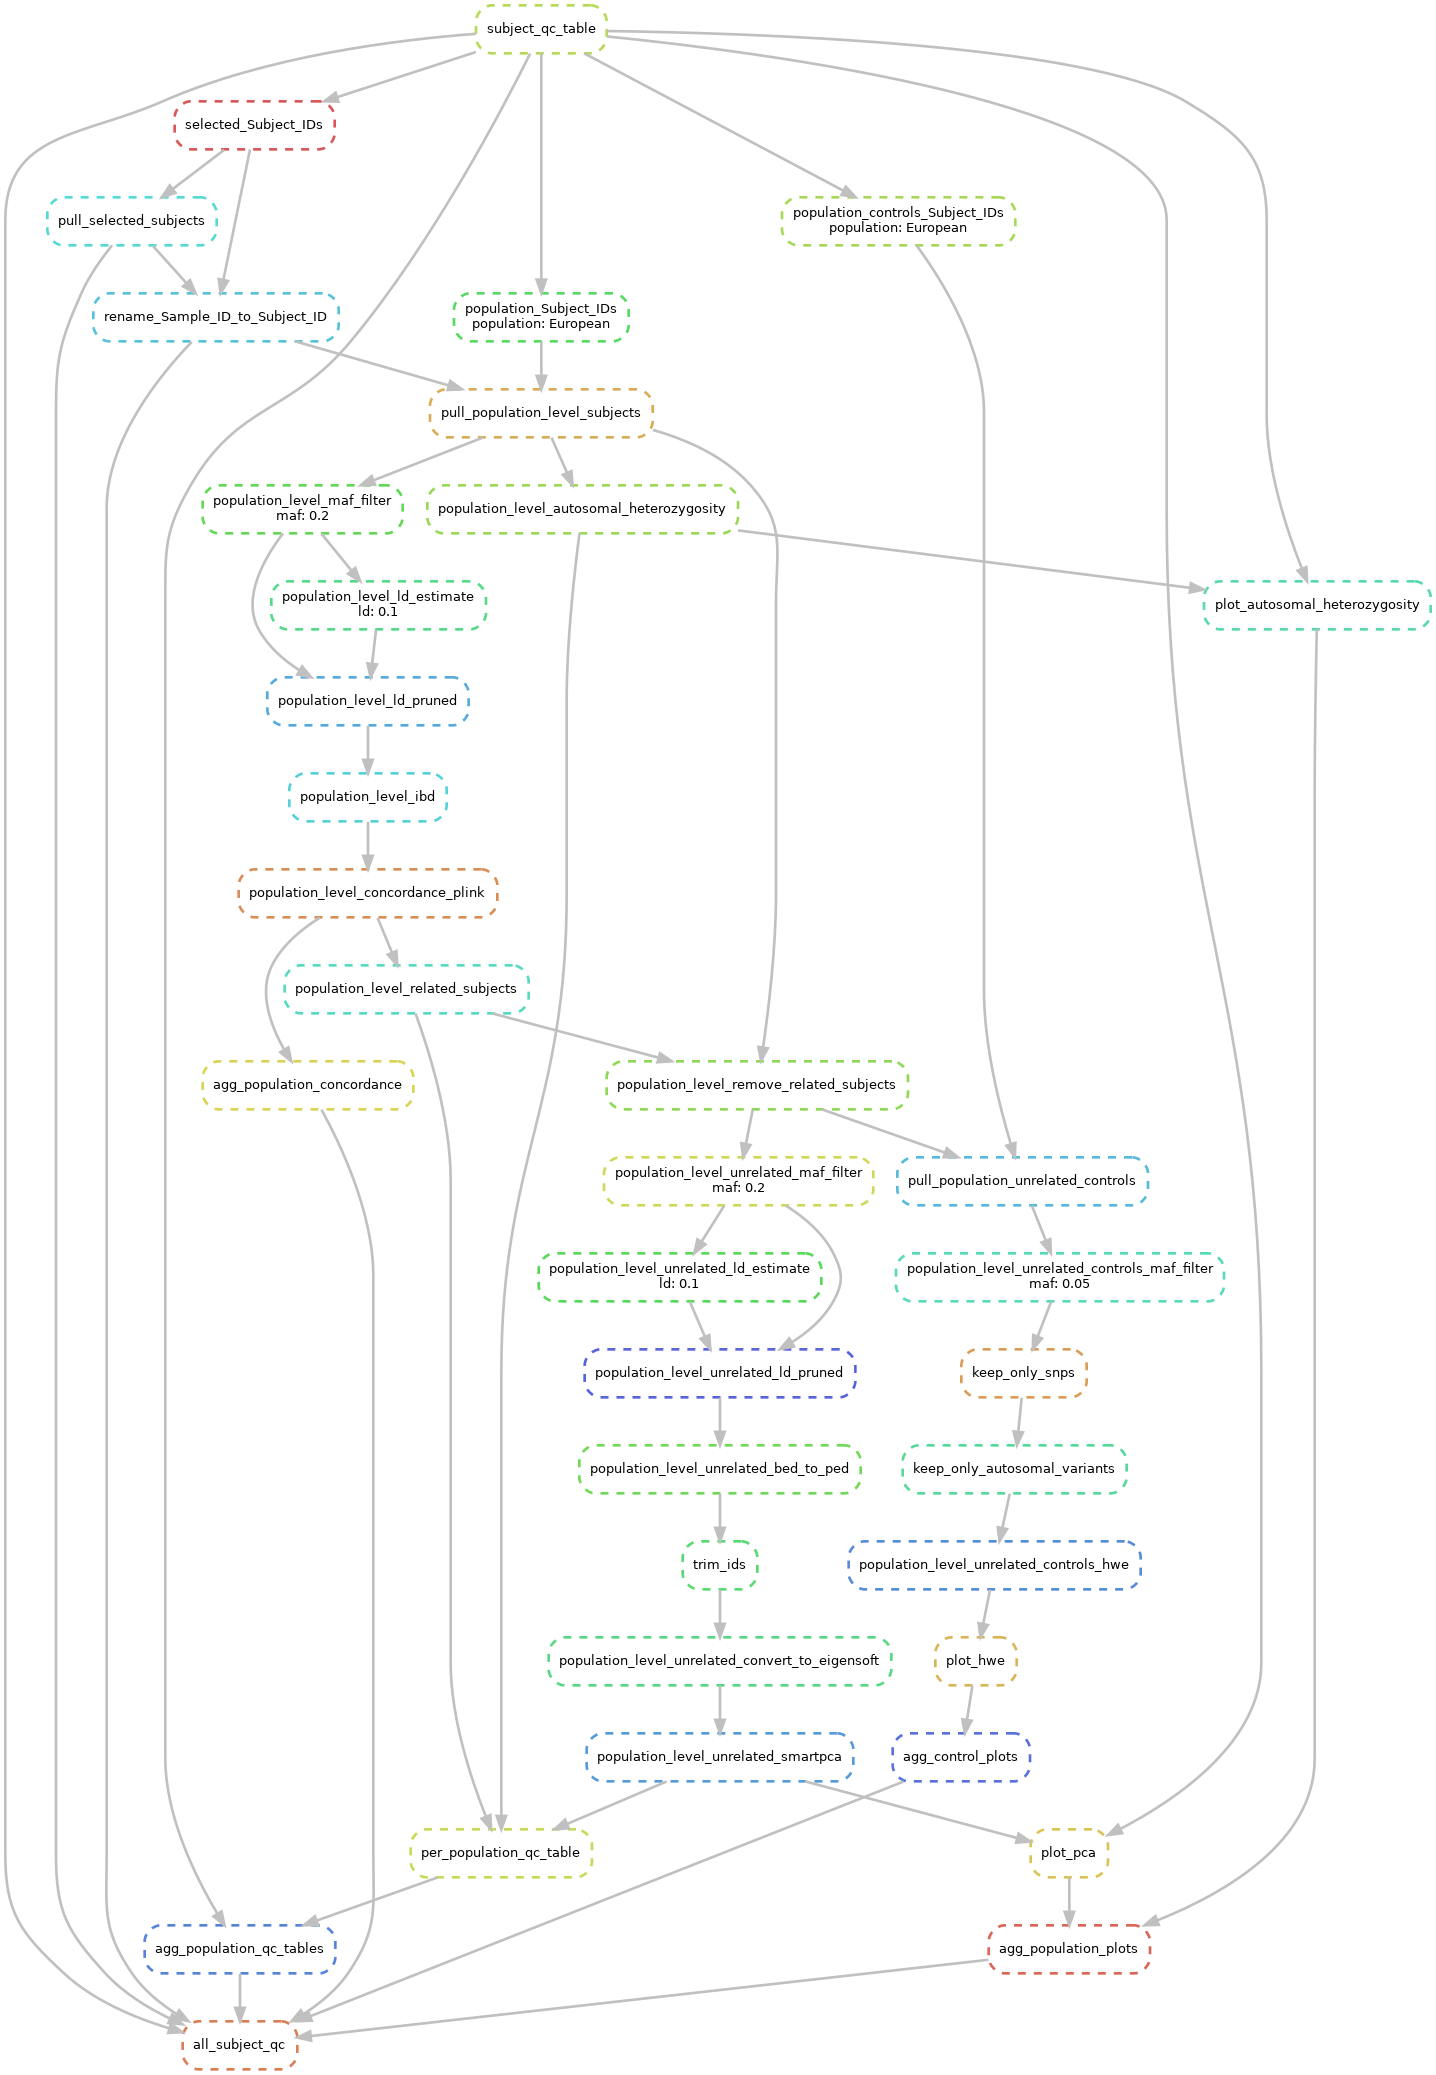 subject_qc_table
selected_Subject_IDs
pull_selected_subjects
population_controls_Subject_IDs
population: European
rename_Sample_ID_to_Subject_ID
population_Subject_IDs
population: European
pull_population_level_subjects
population_level_maf_filter
maf: 0.2
population_level_autosomal_heterozygosity
population_level_ld_estimate
ld: 0.1
plot_autosomal_heterozygosity
population_level_ld_pruned
population_level_ibd
population_level_concordance_plink
population_level_related_subjects
agg_population_concordance
population_level_remove_related_subjects
population_level_unrelated_maf_filter
maf: 0.2
pull_population_unrelated_controls
population_level_unrelated_ld_estimate
ld: 0.1
population_level_unrelated_controls_maf_filter
maf: 0.05
population_level_unrelated_ld_pruned
keep_only_snps
population_level_unrelated_bed_to_ped
keep_only_autosomal_variants
trim_ids
population_level_unrelated_controls_hwe
population_level_unrelated_convert_to_eigensoft
plot_hwe
population_level_unrelated_smartpca
agg_control_plots
per_population_qc_table
plot_pca
agg_population_qc_tables
agg_population_plots
all_subject_qc